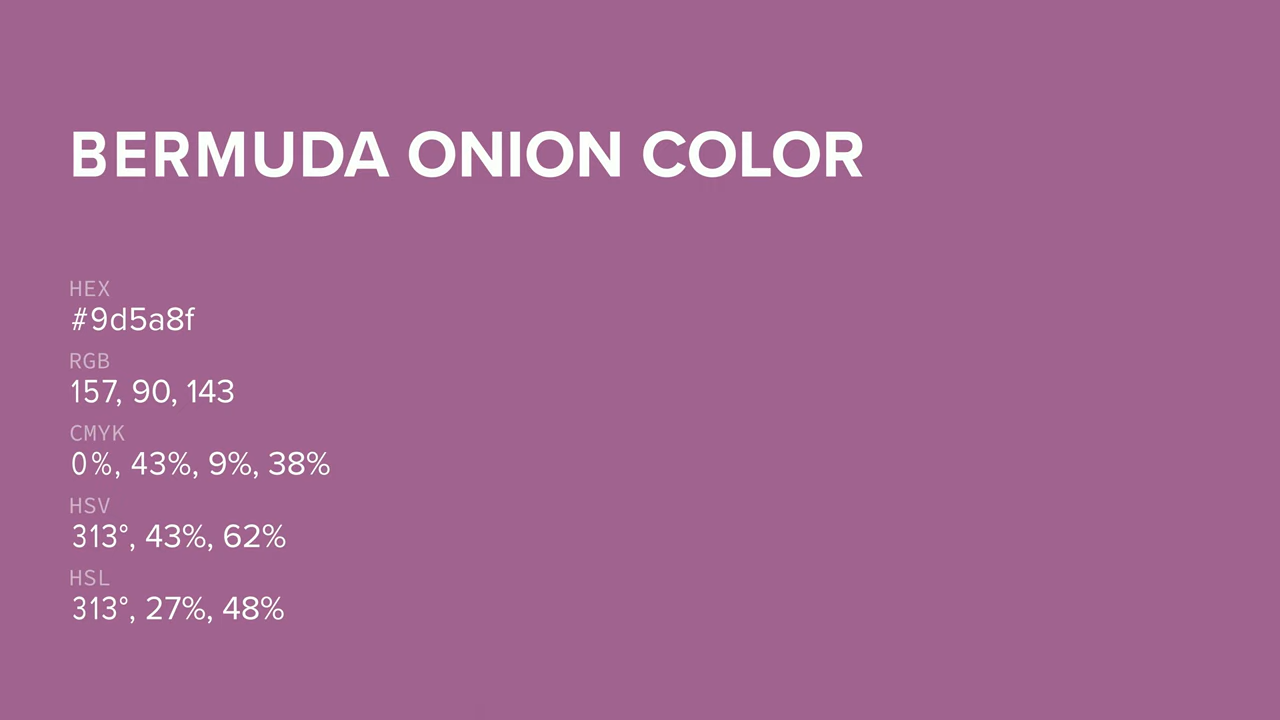 BERMUDA ONION COLOR
HEX
#9d5a8f
RGB
157, 90, 143
CMYK
0%, 43%, 9%, 38%
HSV
313°, 43%, 62%
HSL
313°, 27%, 48%